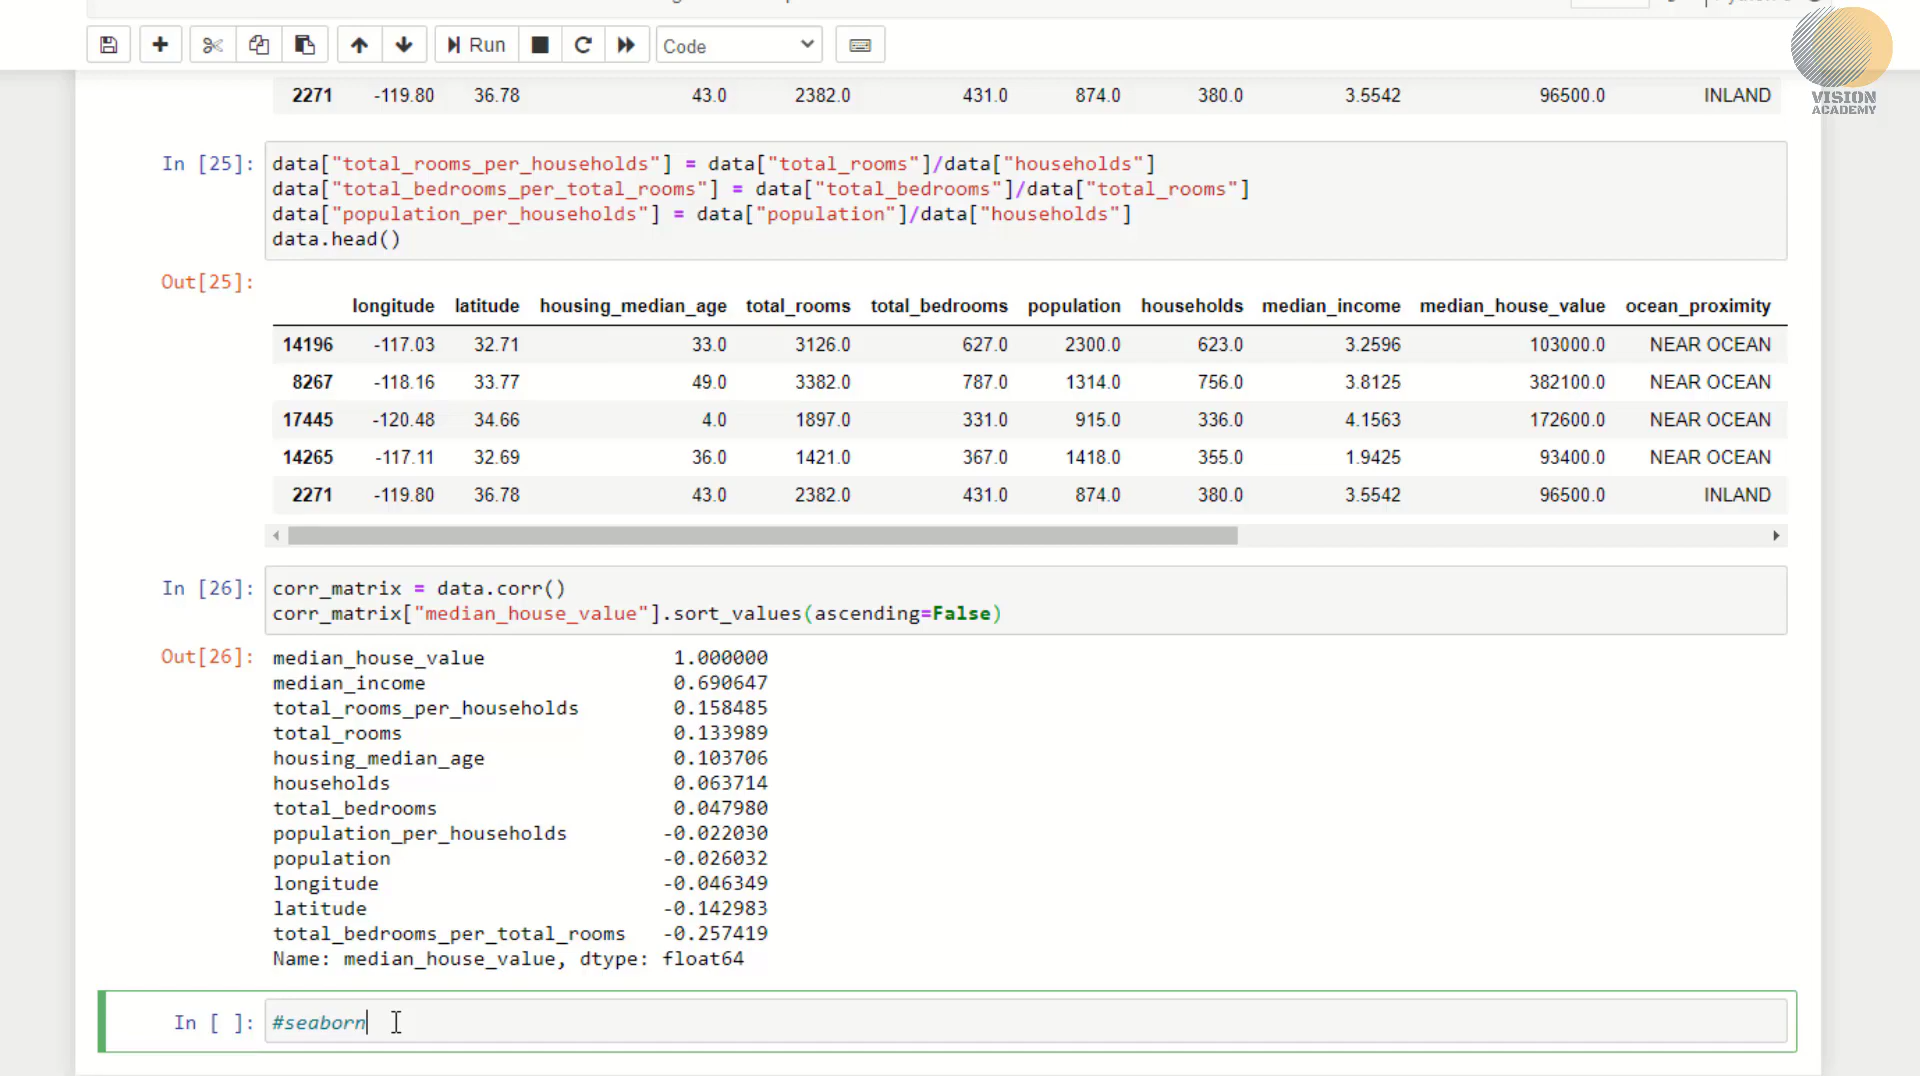 Run Code
VISION
ACADEMY
2271 -119.80 36.78 43.0 2382.0 431.0 874.0 380.0 3.5542 96500.0 INLAND
In [25]: data["total_rooms_per_households"] = data["total_rooms"]/data["households"]
data["total_bedrooms_per_total_rooms"] = data["total_bedrooms"]/data["total_rooms"]
data["population_per_households"] = data["population"]/data["households"]
data.head()
Out[25]:
longitude latitude housing_median_age total_rooms total_bedrooms population households median_income median_house_value ocean_proximity
14196 -117.03 32.71 33.0 3126.0 627.0 2300.0 623.0 3.2596 103000.0 NEAR OCEAN
8267 -118.16 33.77 49.0 3382.0 787.0 1314.0 756.0 3.8125 382100.0 NEAR OCEAN
17445 -120.48 34.66 4.0 1897.0 331.0 915.0 336.0 4.1563 172600.0 NEAR OCEAN
14265 -117.11 32.69 36.0 1421.0 367.0 1418.0 355.0 1.9425 93400.0 NEAR OCEAN
2271 -119.80 36.78 43.0 2382.0 431.0 874.0 380.0 3.5542 96500.0 INLAND
In [26]: corr_matrix = data.corr()
corr_matrix["median_house_value"].sort_values(ascending=False)
Out[26]: median_house_value 1.000000
median_income 0.690647
total_rooms_per_households 0.158485
total_rooms 0.133989
housing_median_age 0.103706
households 0.063714
total_bedrooms 0.047980
population_per_households -0.022030
population -0.026032
longitude -0.046349
latitude -0.142983
total_bedrooms_per_total_rooms -0.257419
Name: median_house_value, dtype: float64
In [ ]: #seaborn